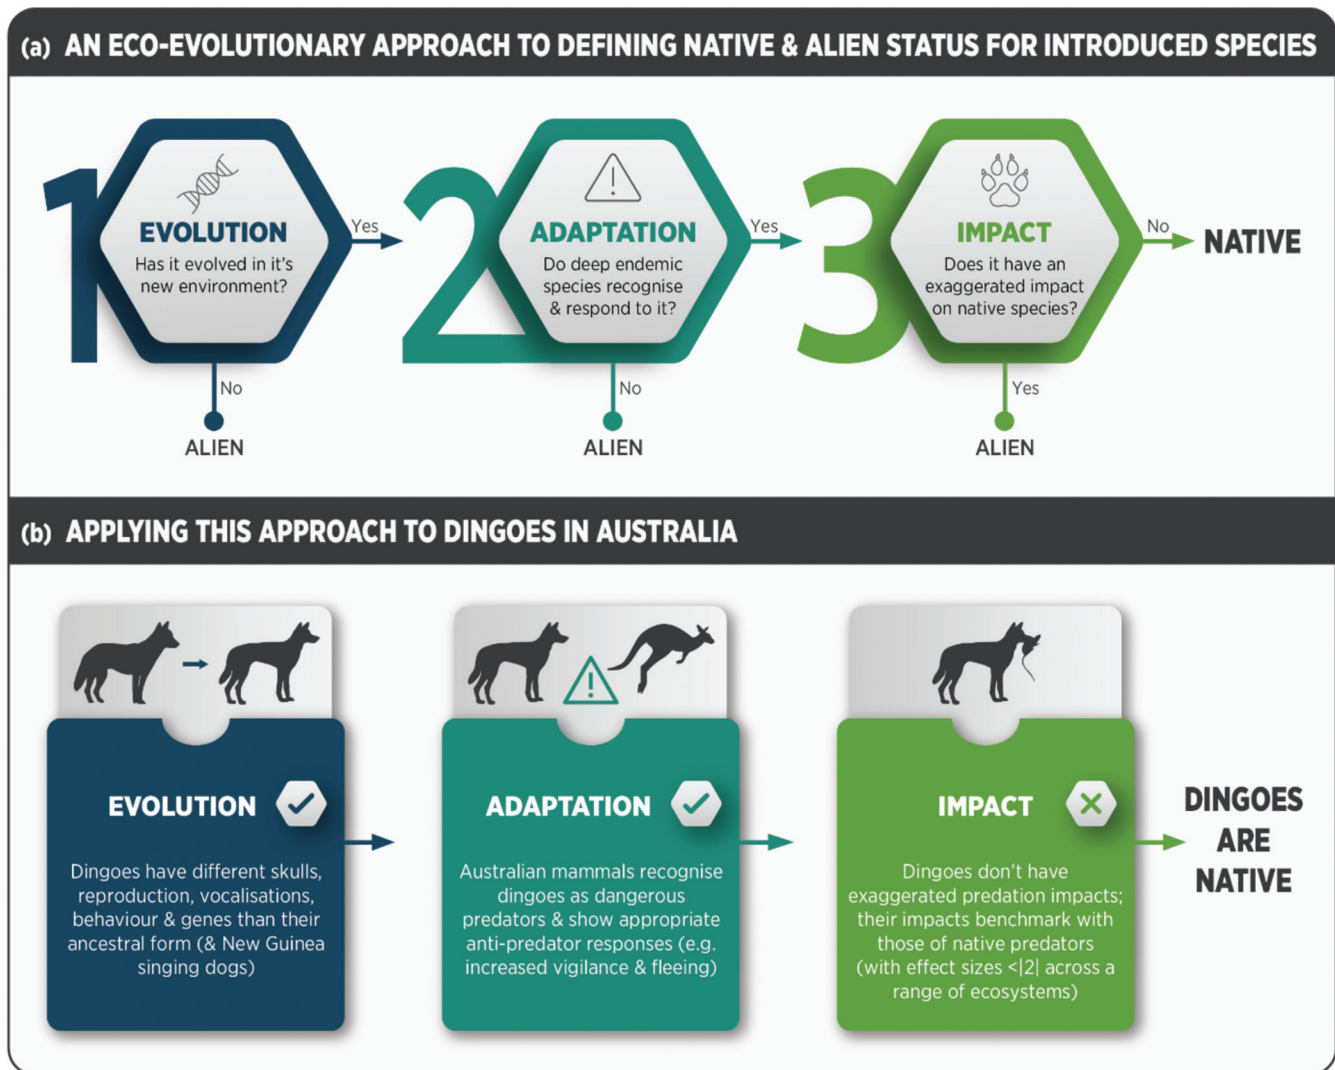 (a) AN ECO-EVOLUTIONARY APPROACH TO DEFINING NATIVE & ALIEN STATUS FOR INTRODUCED SPECIES
1
EVOLUTION
Has it evolved in it's
new environment?
Yes
No
ALIEN
2
ADAPTATION
Do deep endemic
species recognise
& respond to it?
Yes
No
ALIEN
3
IMPACT
Does it have an
exaggerated impact
on native species?
No
NATIVE
Yes
ALIEN
(b) APPLYING THIS APPROACH TO DINGOES IN AUSTRALIA
EVOLUTION
Dingoes have different skulls,
reproduction, vocalisations,
behaviour & genes than their
ancestral form (& New Guinea
singing dogs)
ADAPTATION
Australian mammals recognise
dingoes as dangerous
predators & show appropriate
anti-predator responses (e.g.
increased vigilance & fleeing)
IMPACT
Dingoes don't have
exaggerated predation impacts;
their impacts benchmark with
those of native predators
(with effect sizes <|2| across a
range of ecosystems)
DINGOES
ARE
NATIVE